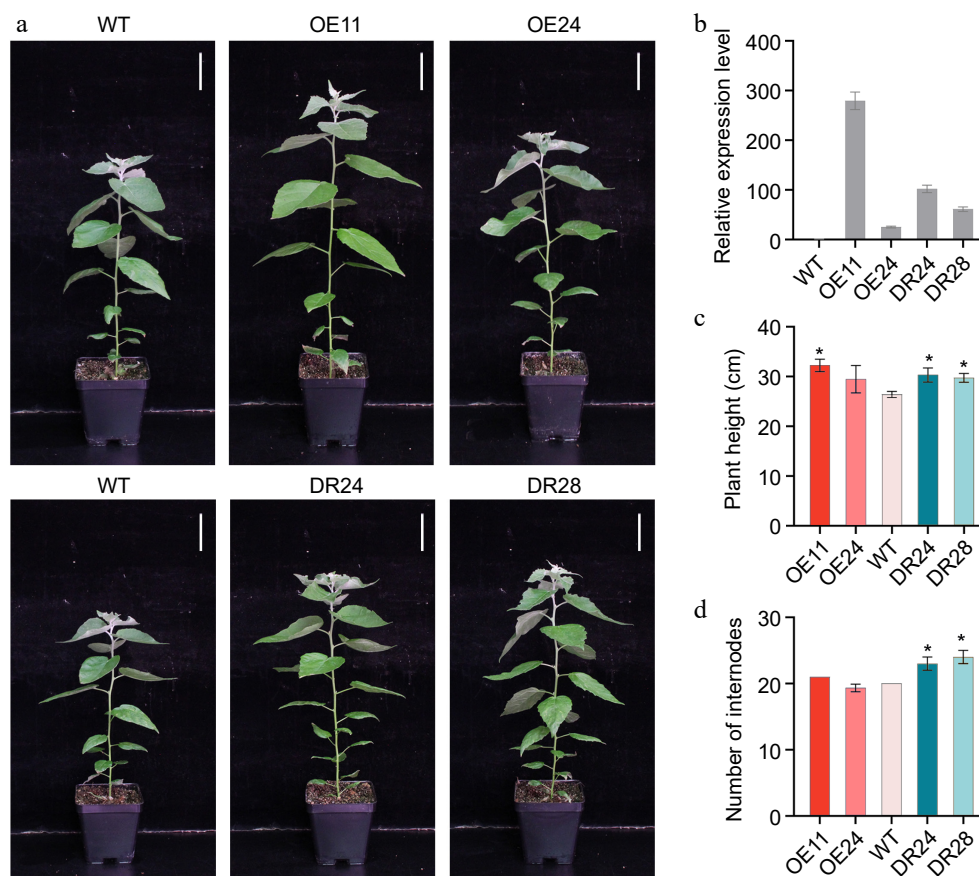 a
WT
OE11
OE24
WT
DR24
DR28
b
Relative expression level
400
300
200
100
0
WT
OE11
OE24
DR24
DR28
c
Plant height (cm)
40
30
20
10
0
*
*
*
OE11
OE24
WT
DR24
DR28
d
Number of internodes
30
20
10
0
*
*
OE11
OE24
WT
DR24
DR28